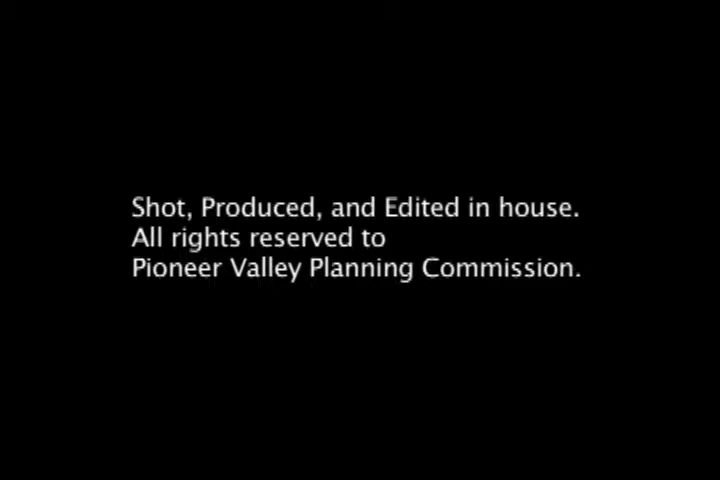 Shot, Produced, and Edited in house.
All rights reserved to
Pioneer Valley Planning Commission.